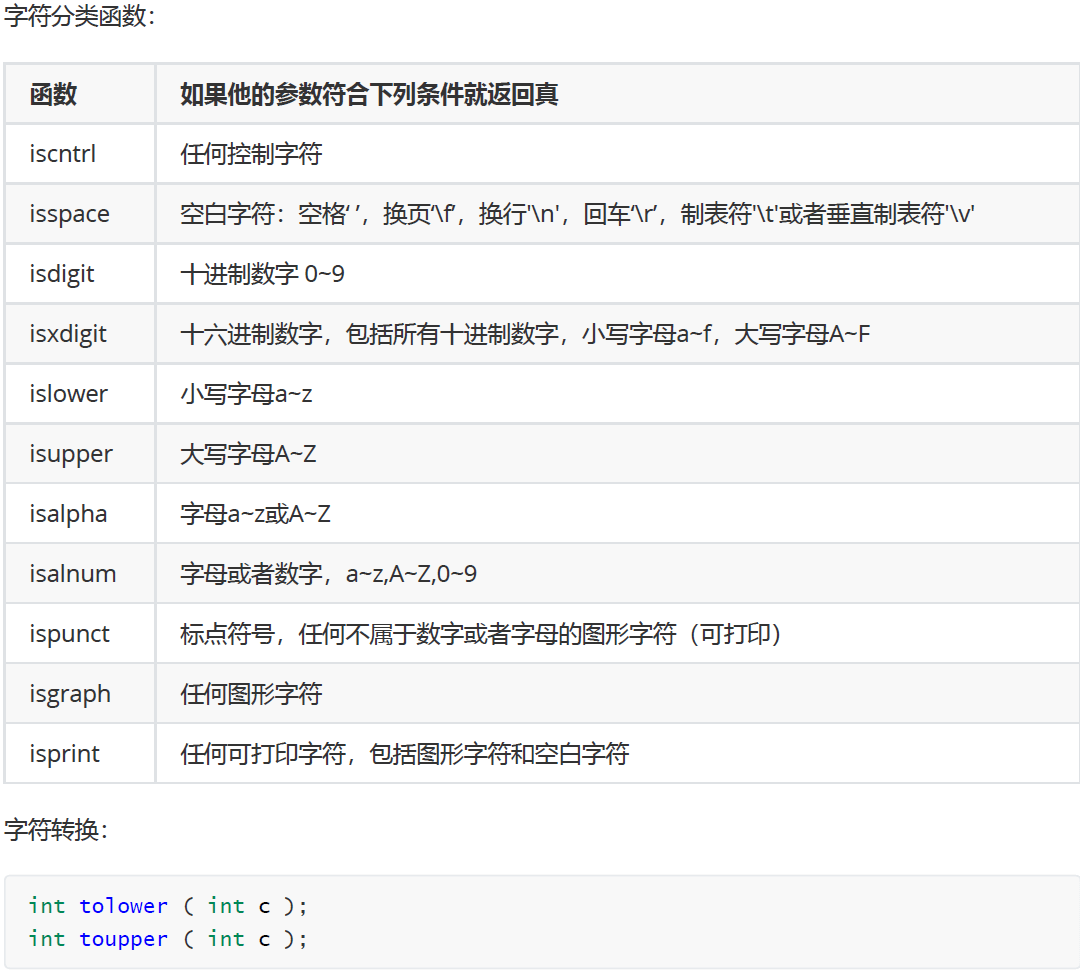 字符分类函数：
函数 如果他的参数符合下列条件就返回真
iscntrl 任何控制字符
isspace 空白字符：空格‘ ’，换页‘\f’，换行'\n'，回车‘\r’，制表符'\t'或者垂直制表符'\v'
isdigit 十进制数字 0~9
isxdigit 十六进制数字，包括所有十进制数字，小写字母a~f，大写字母A~F
islower 小写字母a~z
isupper 大写字母A~Z
isalpha 字母a~z或A~Z
isalnum 字母或者数字，a~z,A~Z,0~9
ispunct 标点符号，任何不属于数字或者字母的图形字符（可打印）
isgraph 任何图形字符
isprint 任何可打印字符，包括图形字符和空白字符
字符转换：
int tolower ( int c );
int toupper ( int c );